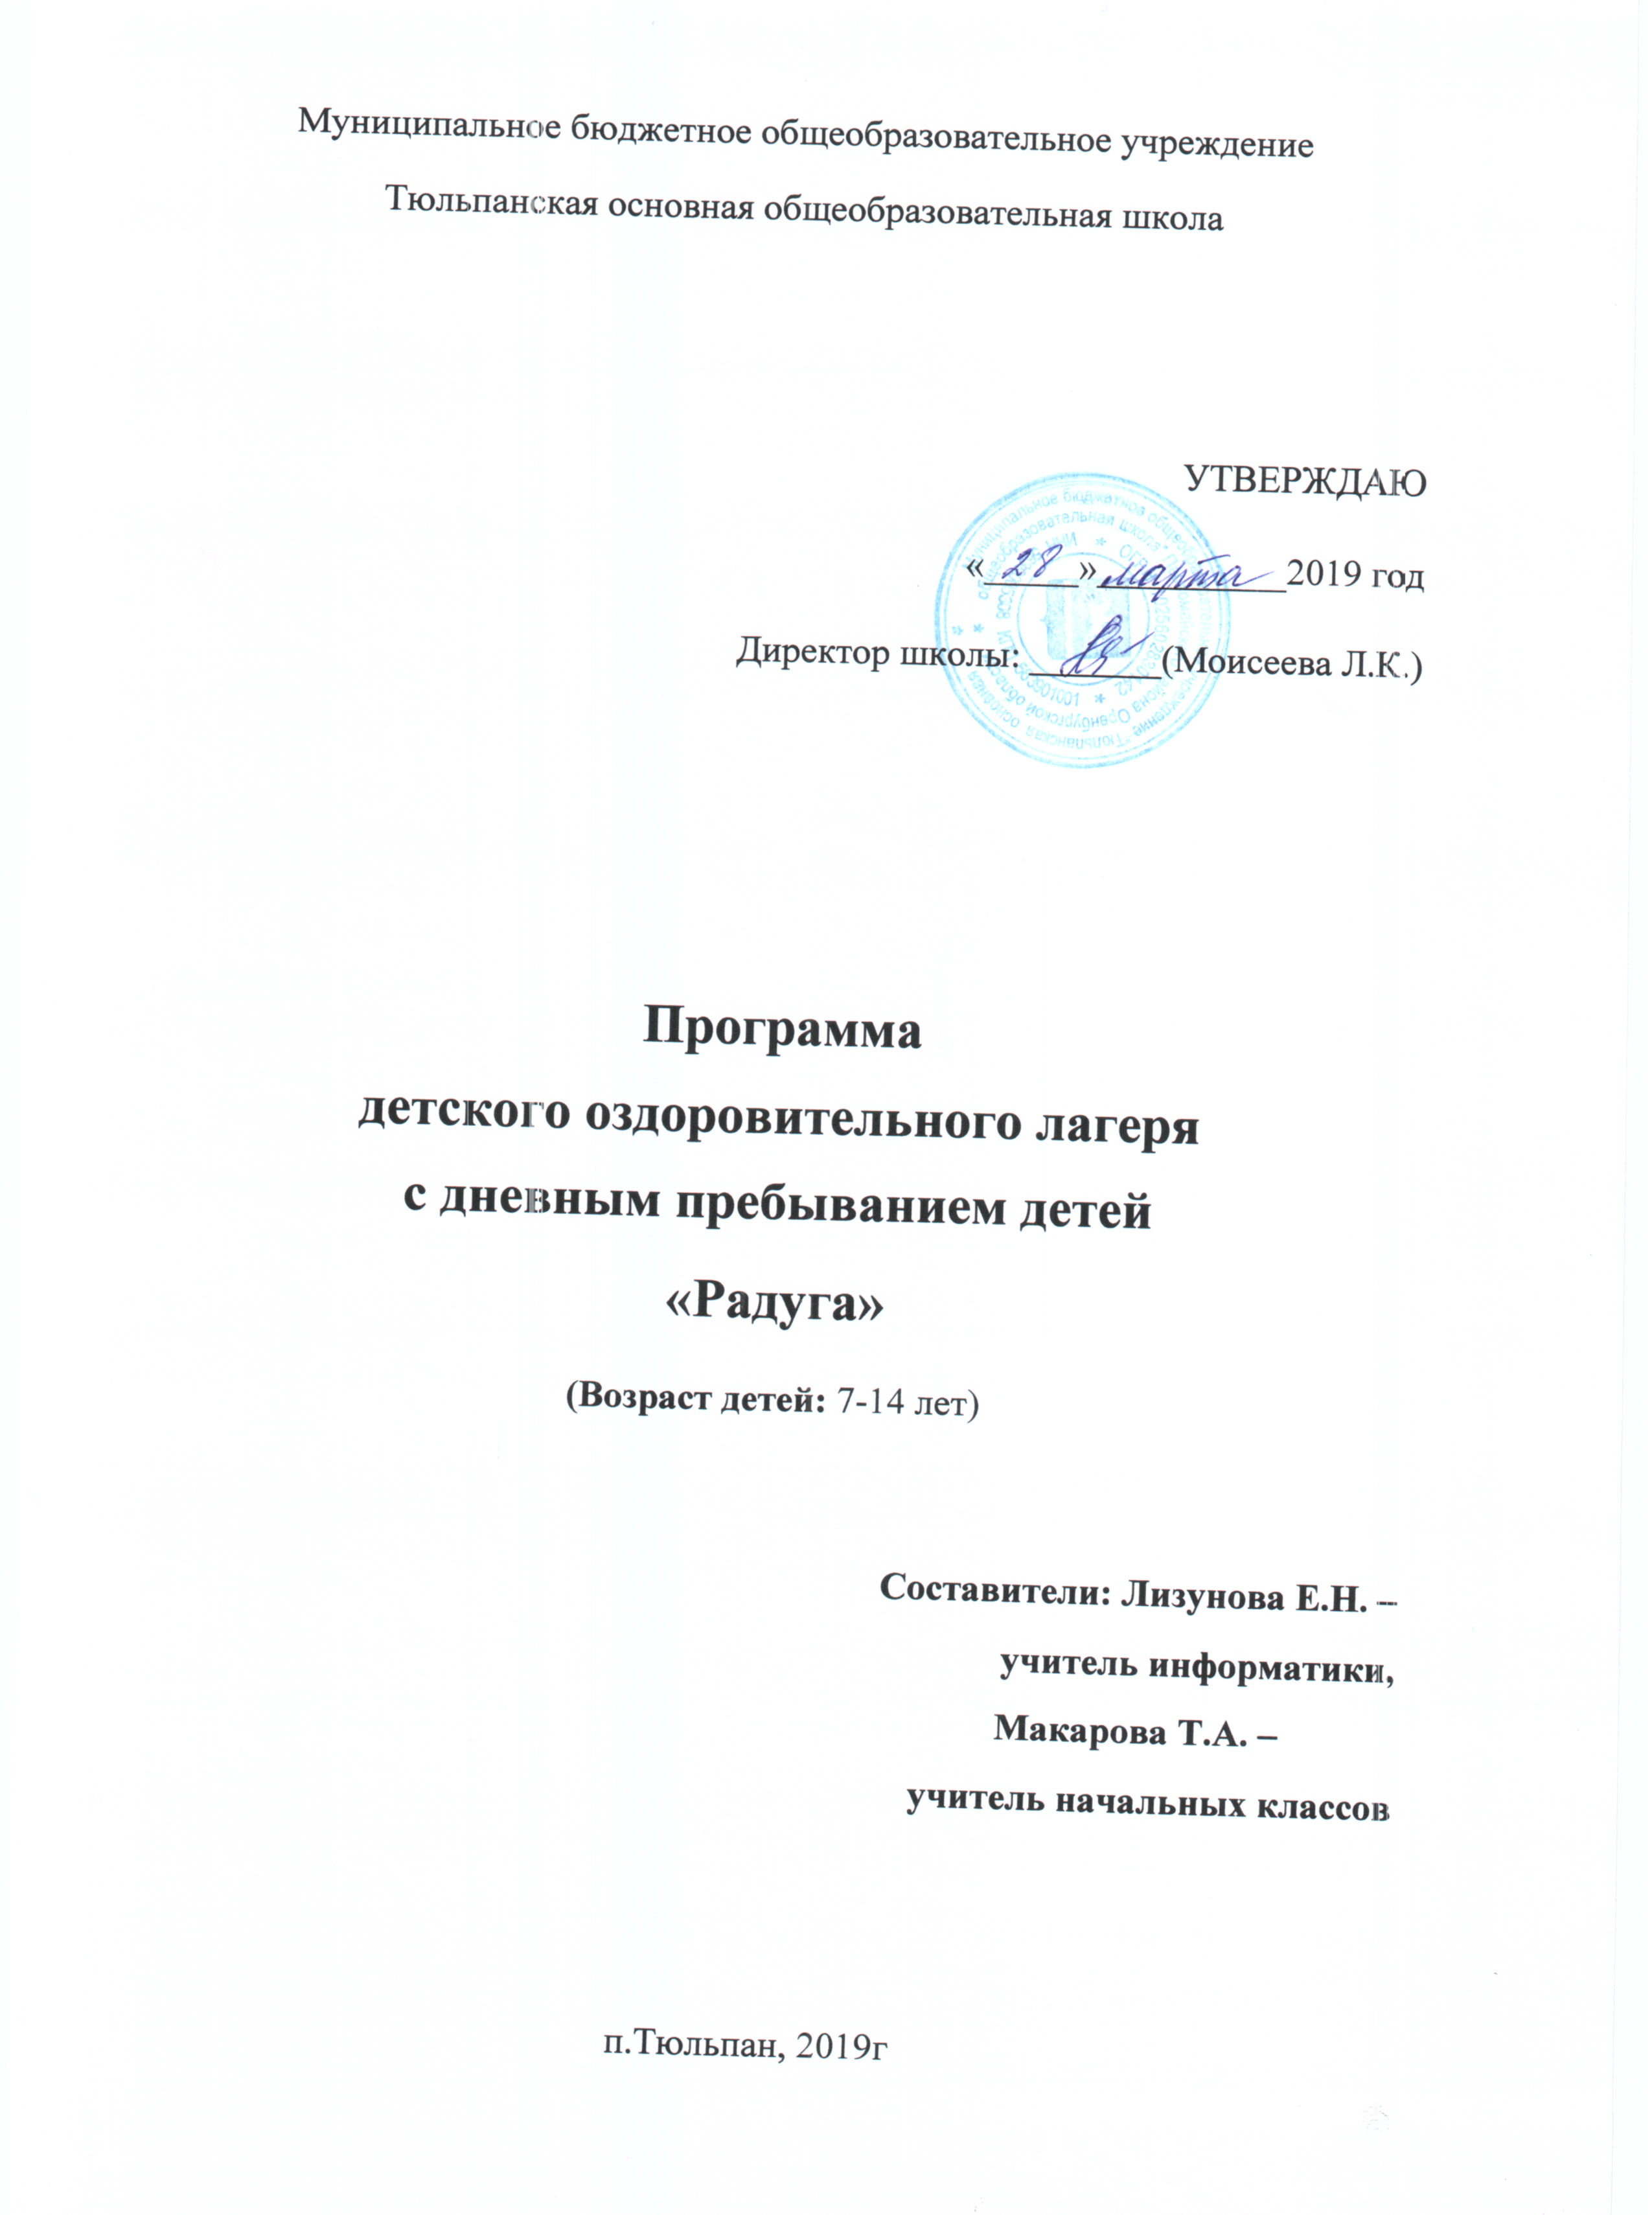 Муниципальное бюджетное общеобразовательное учреждение
Тюльпанская основная общеобразовательная школа
УТВЕРЖДАЮ
«28» марта 2019 год
Директор школы: (Моисеева Л.К.)
Программа
детского оздоровительного лагеря
с дневным пребыванием детей
«Радуга»
(Возраст детей: 7-14 лет)
Составители: Лизунова Е.Н. –
учитель информатики,
Макарова Т.А. –
учитель начальных классов
п.Тюльпан, 2019г